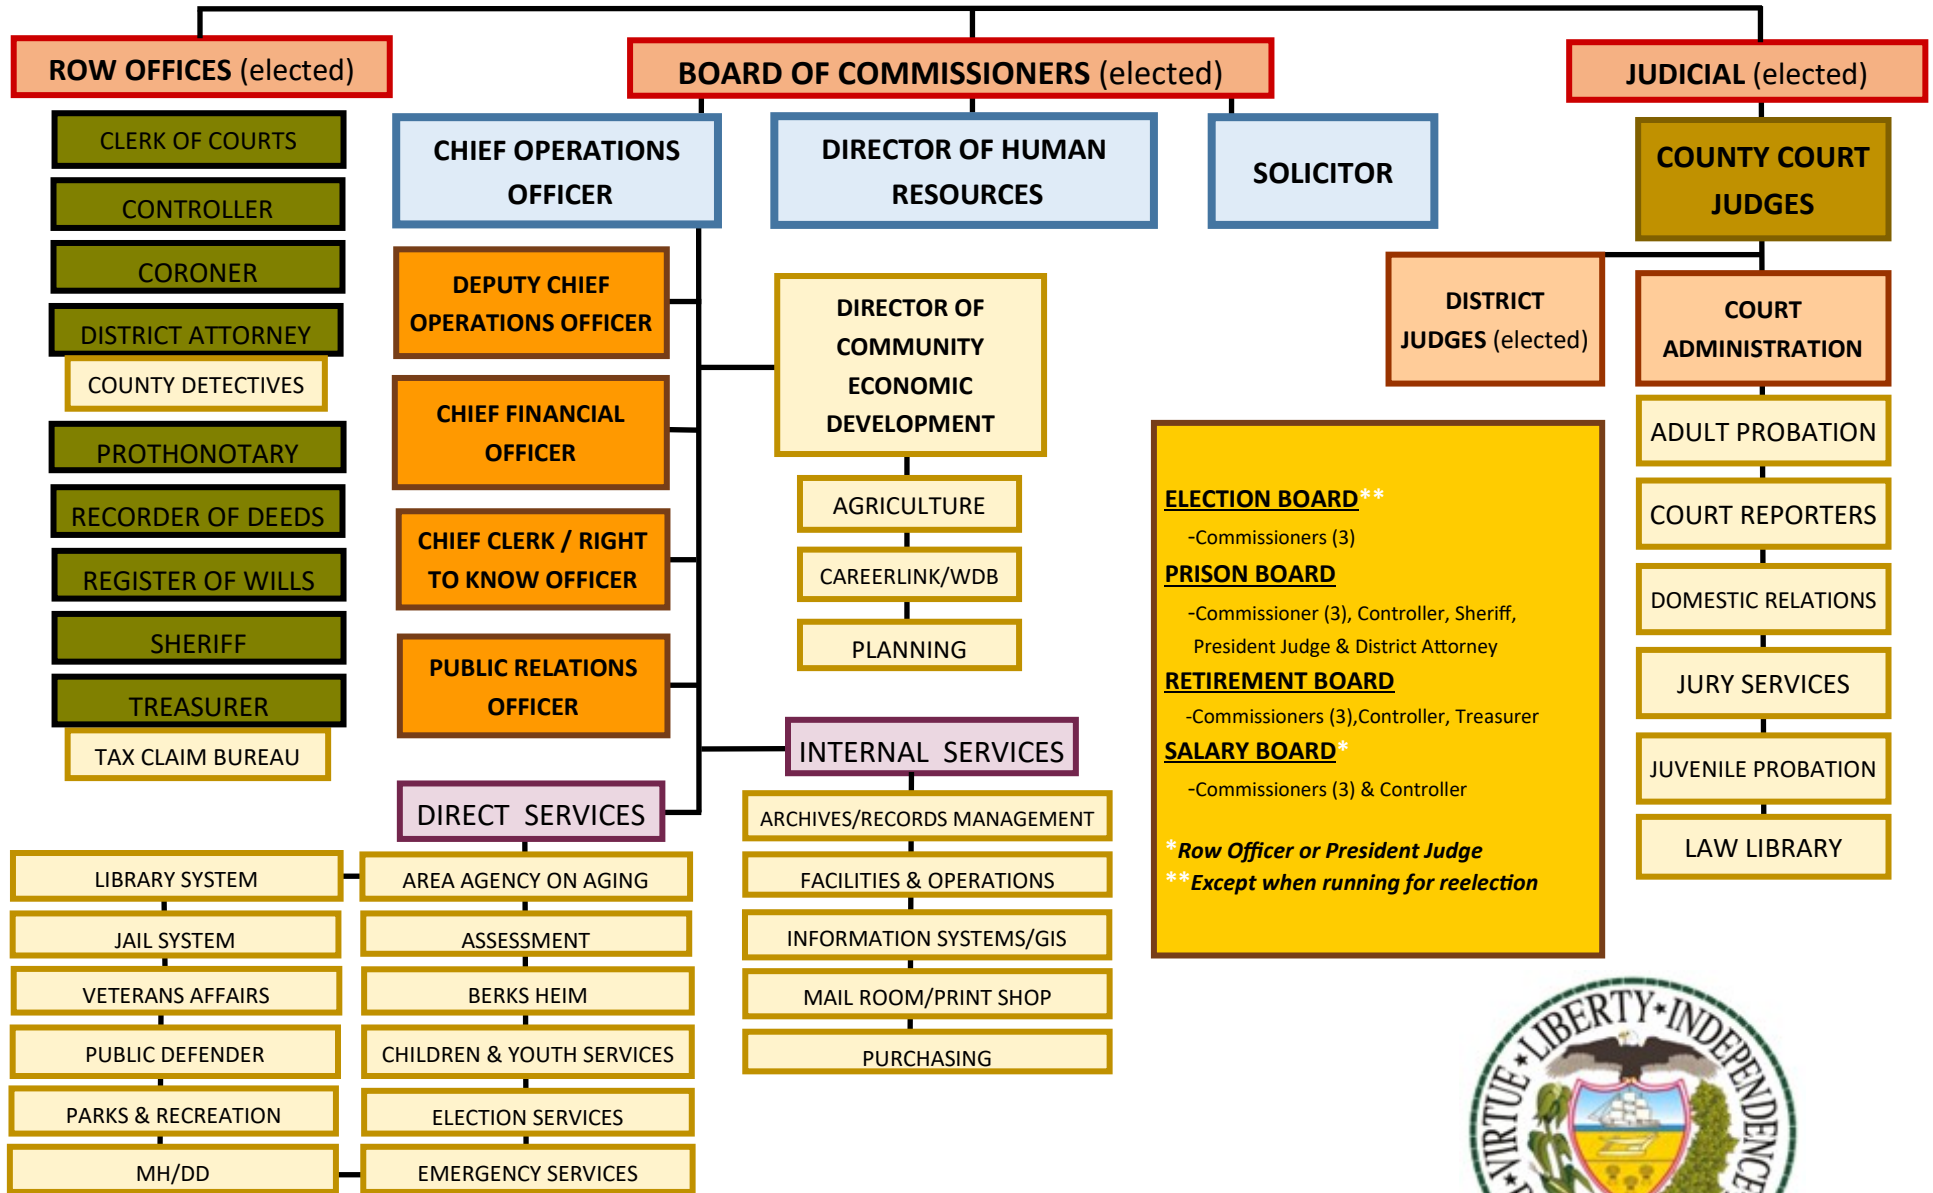 ROW OFFICES (elected)
CLERK OF COURTS
CONTROLLER
CORONER
DISTRICT ATTORNEY
COUNTY DETECTIVES
PROTHONOTARY
RECORDER OF DEEDS
REGISTER OF WILLS
SHERIFF
TREASURER
TAX CLAIM BUREAU
BOARD OF COMMISSIONERS (elected)
CHIEF OPERATIONS
OFFICER
DIRECTOR OF HUMAN
RESOURCES
SOLICITOR
DEPUTY CHIEF
OPERATIONS OFFICER
CHIEF FINANCIAL
OFFICER
CHIEF CLERK / RIGHT
TO KNOW OFFICER
PUBLIC RELATIONS
OFFICER
DIRECTOR OF
COMMUNITY
ECONOMIC
DEVELOPMENT
AGRICULTURE
CAREERLINK/WDB
PLANNING
INTERNAL SERVICES
ARCHIVES/RECORDS MANAGEMENT
FACILITIES & OPERATIONS
INFORMATION SYSTEMS/GIS
MAIL ROOM/PRINT SHOP
PURCHASING
DIRECT SERVICES
AREA AGENCY ON AGING
ASSESSMENT
BERKS HEIM
CHILDREN & YOUTH SERVICES
ELECTION SERVICES
EMERGENCY SERVICES
LIBRARY SYSTEM
JAIL SYSTEM
VETERANS AFFAIRS
PUBLIC DEFENDER
PARKS & RECREATION
MH/DD
JUDICIAL (elected)
COUNTY COURT
JUDGES
DISTRICT
JUDGES (elected)
COURT
ADMINISTRATION
ADULT PROBATION
COURT REPORTERS
DOMESTIC RELATIONS
JURY SERVICES
JUVENILE PROBATION
LAW LIBRARY
ELECTION BOARD**
-Commissioners (3)
PRISON BOARD
-Commissioner (3), Controller, Sheriff,
President Judge & District Attorney
RETIREMENT BOARD
-Commissioners (3),Controller, Treasurer
SALARY BOARD*
-Commissioners (3) & Controller
*Row Officer or President Judge
**Except when running for reelection
VIRTUE ★ LIBERTY ★ INDEPENDENCE